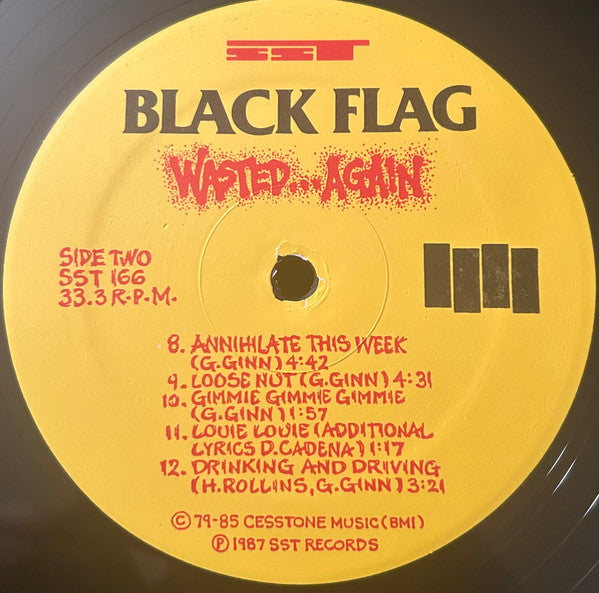 SST
BLACK FLAG
WASTED...AGAIN
SIDE TWO
SST 166
33.3 R.P.M.
8. ANNIHILATE THIS WEEK
(G.GINN) 4:42
9. LOOSE NUT (G.GINN) 4:31
10. GIMMIE GIMMIE GIMMIE
(G.GINN) 1:57
11. LOUIE LOUIE (ADDITIONAL
LYRICS D.CADENA) 1:17
12. DRINKING AND DRIVING
(H.ROLLINS, G.GINN) 3:21
© 79-85 CESSTONE MUSIC (BMI)
℗ 1987 SST RECORDS